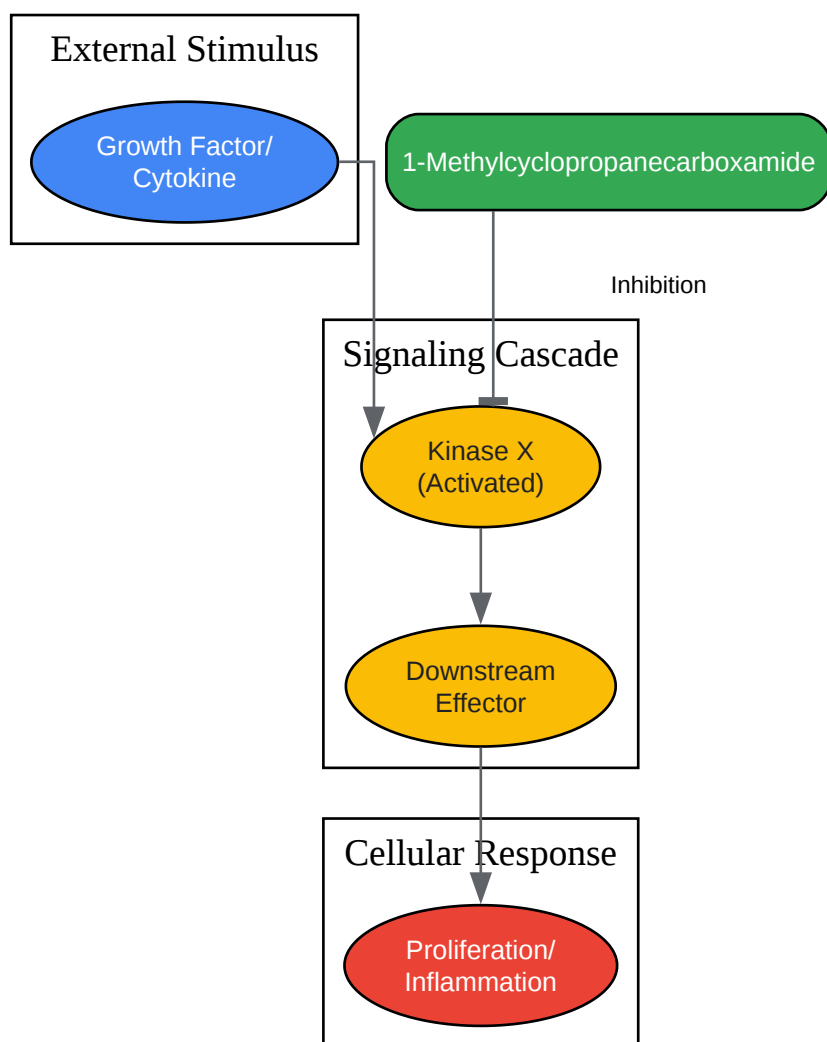 External Stimulus
Growth Factor/
Cytokine
1-Methylcyclopropanecarboxamide
Inhibition
Signaling Cascade
Kinase X
(Activated)
Downstream
Effector
Cellular Response
Proliferation/
Inflammation